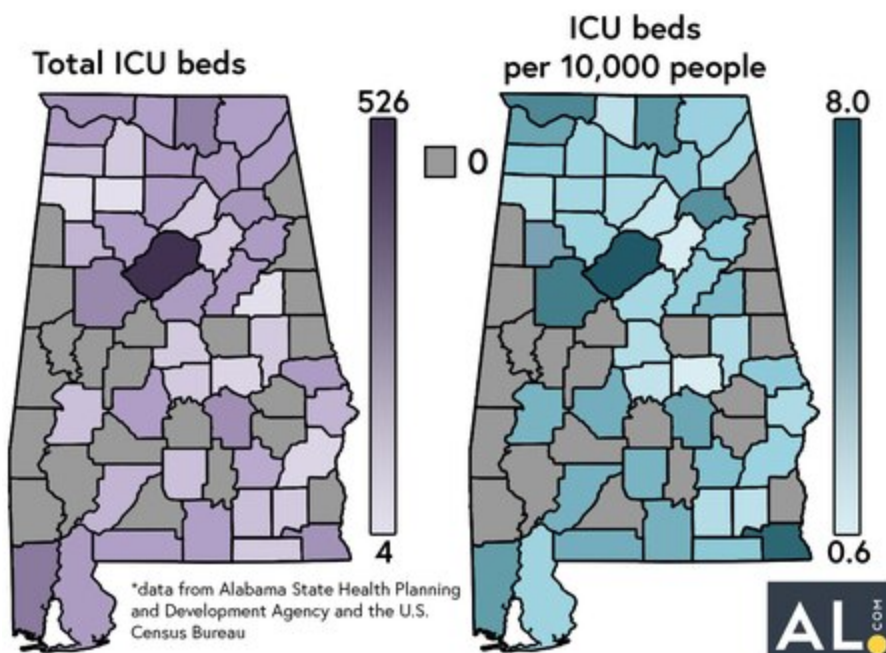 Total ICU beds
526
4
0
ICU beds
per 10,000 people
8.0
0.6
*data from Alabama State Health Planning
and Development Agency and the U.S.
Census Bureau
AL.COM